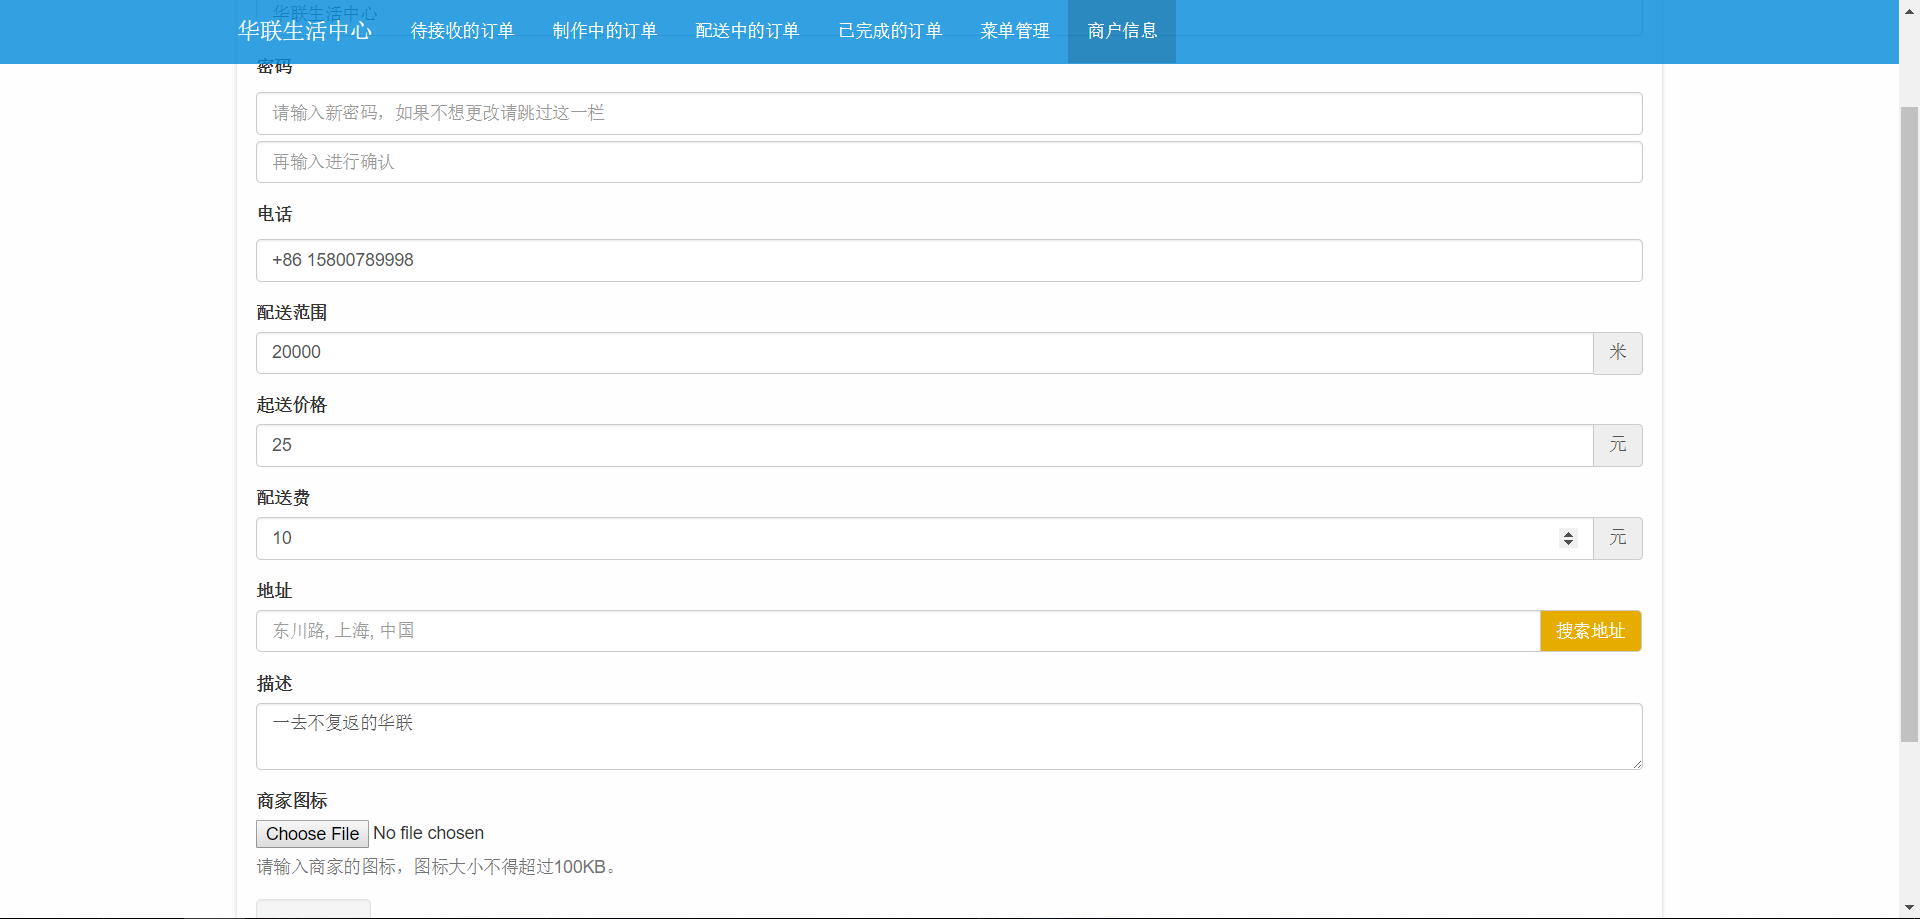 华联生活中心
华联生活中心 待接收的订单 制作中的订单 配送中的订单 已完成的订单 菜单管理 商户信息
密码
请输入新密码，如果不想更改请跳过这一栏
再输入进行确认
电话
+86 15800789998
配送范围
20000 米
起送价格
25 元
配送费
10 元
地址
东川路, 上海, 中国 搜索地址
描述
一去不复返的华联
商家图标
Choose File No file chosen
请输入商家的图标，图标大小不得超过100KB。